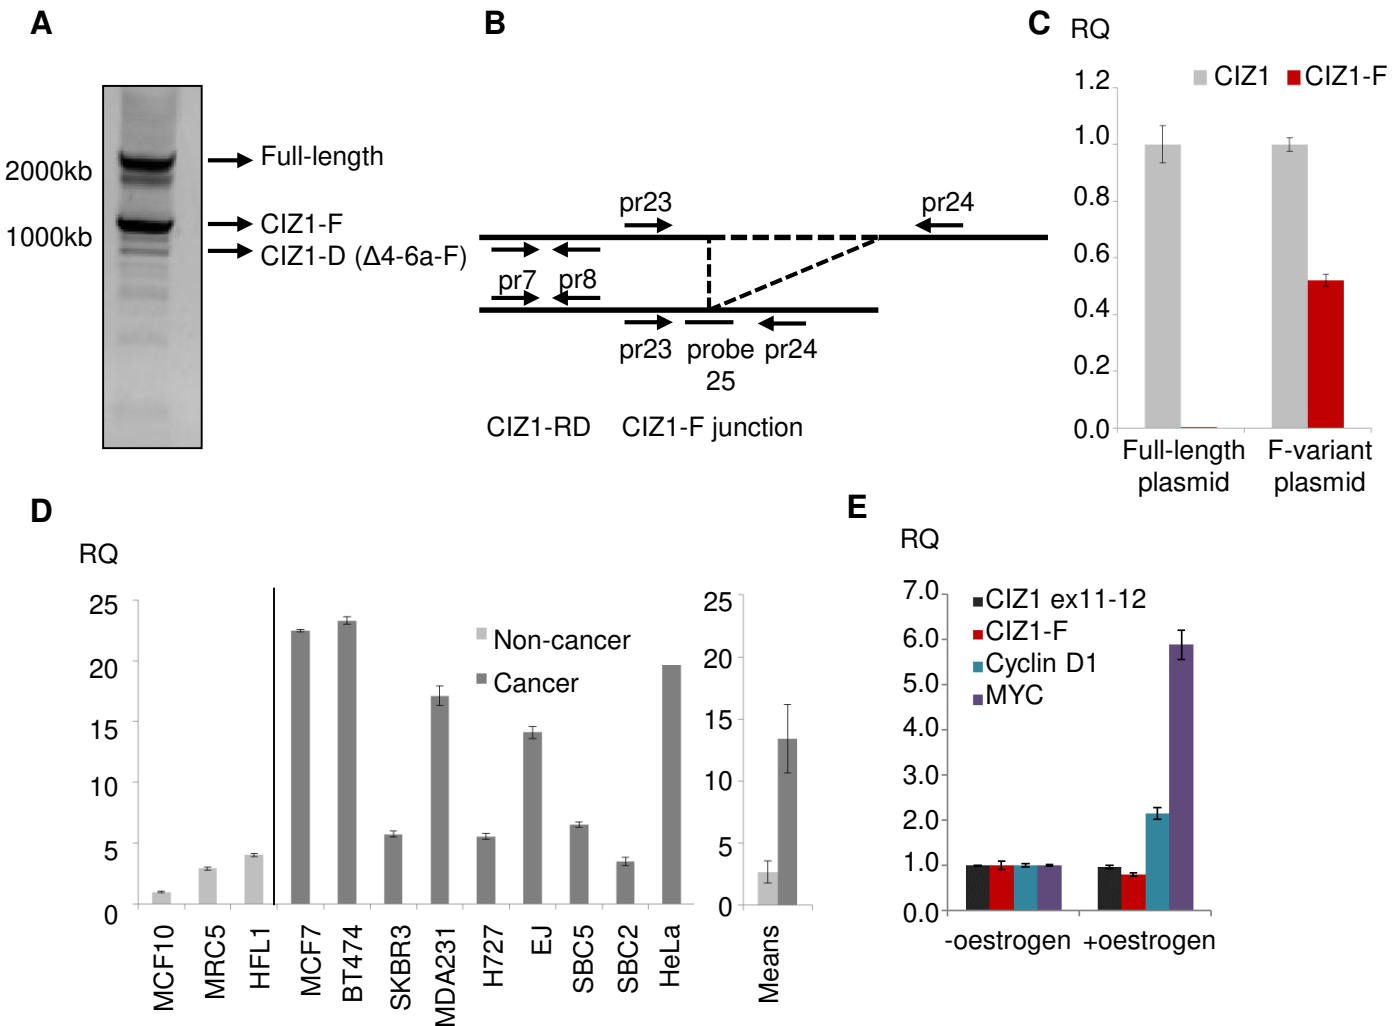 A
2000kb
1000kb
Full-length
CIZ1-F
CIZ1-D (Δ4-6a-F)
B
pr23
pr24
pr7
pr8
pr23
probe
25
pr24
CIZ1-RD
CIZ1-F junction
C
RQ
CIZ1
CIZ1-F
1.2
1.0
0.8
0.6
0.4
0.2
0.0
Full-length
plasmid
F-variant
plasmid
D
RQ
25
20
15
10
5
0
Non-cancer
Cancer
MCF10
MRC5
HFL1
MCF7
BT474
SKBR3
MDA231
H727
EJ
SBC5
SBC2
HeLa
25
20
15
10
5
0
Means
E
RQ
7.0
6.0
5.0
4.0
3.0
2.0
1.0
0.0
CIZ1 ex11-12
CIZ1-F
Cyclin D1
MYC
-oestrogen
+oestrogen